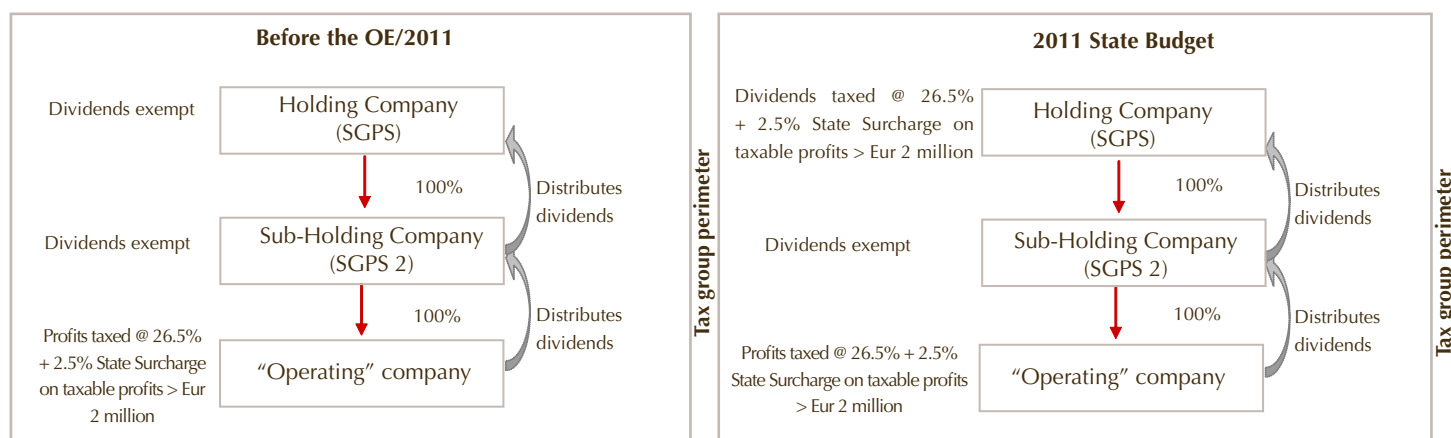 Before the OE/2011
Dividends exempt
Holding Company
(SGPS)
100%
Distributes
dividends
Dividends exempt
Sub-Holding Company
(SGPS 2)
100%
Distributes
dividends
Profits taxed @ 26.5%
+ 2.5% State Surcharge
on taxable profits > Eur
2 million
“Operating” company
Tax group perimeter
2011 State Budget
Dividends taxed @ 26.5%
+ 2.5% State Surcharge on
taxable profits > Eur 2 million
Holding Company
(SGPS)
100%
Distributes
dividends
Dividends exempt
Sub-Holding Company
(SGPS 2)
100%
Distributes
dividends
Profits taxed @ 26.5% + 2.5%
State Surcharge on taxable profits
> Eur 2 million
“Operating” company
Tax group perimeter